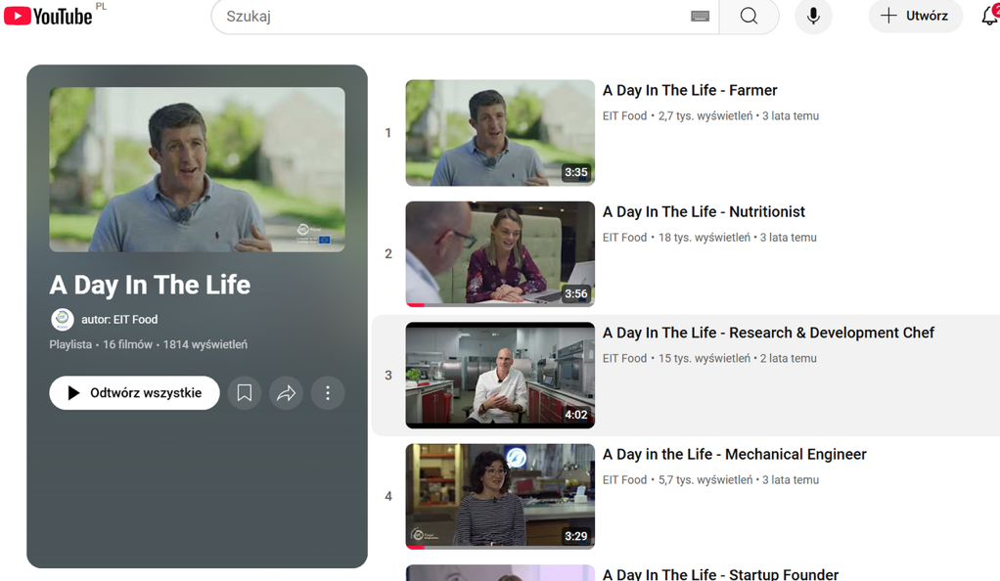 YouTube PL
Szukaj
Utwórz
2
A Day In The Life
autor: EIT Food
Playlista • 16 filmów • 1814 wyświetleń
Odtwórz wszystkie
1
3:35
A Day In The Life - Farmer
EIT Food • 2,7 tys. wyświetleń • 3 lata temu
2
3:56
A Day In The Life - Nutritionist
EIT Food • 18 tys. wyświetleń • 3 lata temu
3
4:02
A Day In The Life - Research & Development Chef
EIT Food • 15 tys. wyświetleń • 2 lata temu
4
3:29
A Day in the Life - Mechanical Engineer
EIT Food • 5,7 tys. wyświetleń • 3 lata temu
A Day In The Life - Startup Founder